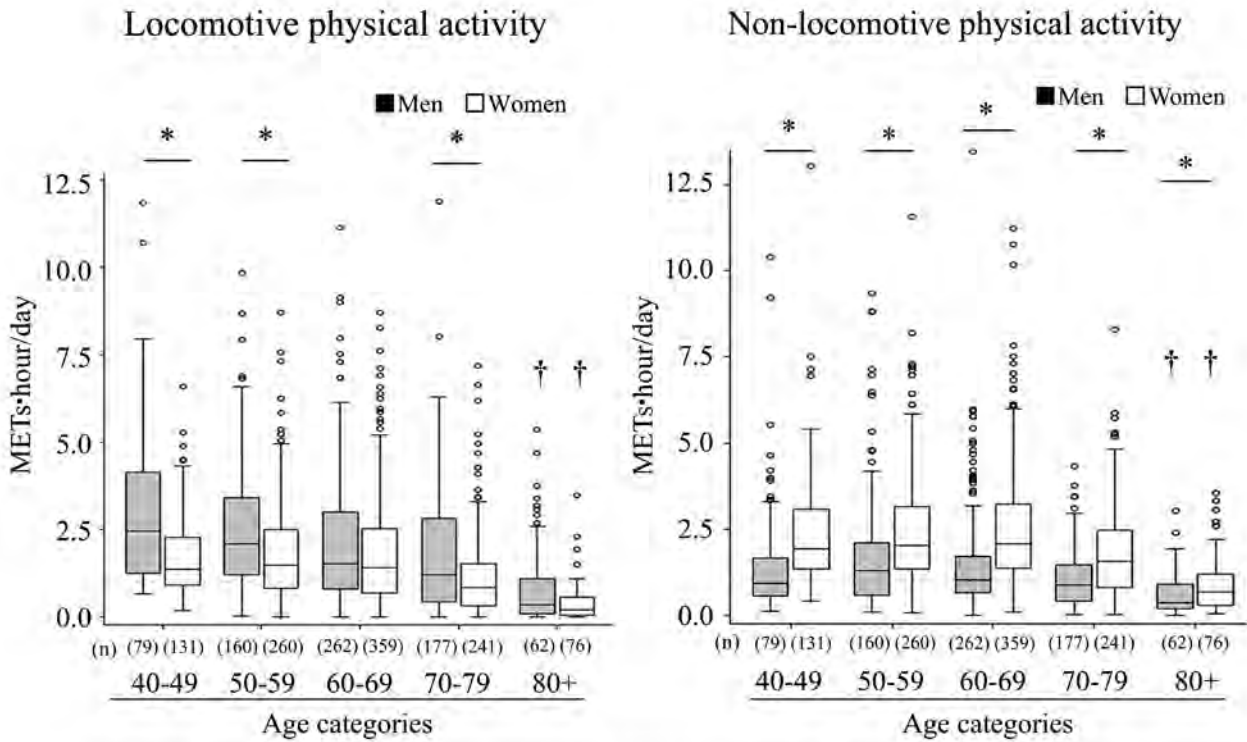 Locomotive physical activity
Men Women
* * *
METs·hour/day
12.5
10.0
7.5
5.0
2.5
0.0
† †
(n) (79) (131) (160) (260) (262) (359) (177) (241) (62) (76)
40-49 50-59 60-69 70-79 80+
Age categories
Non-locomotive physical activity
Men Women
* * * * *
METs·hour/day
12.5
10.0
7.5
5.0
2.5
0.0
† †
(n) (79) (131) (160) (260) (262) (359) (177) (241) (62) (76)
40-49 50-59 60-69 70-79 80+
Age categories